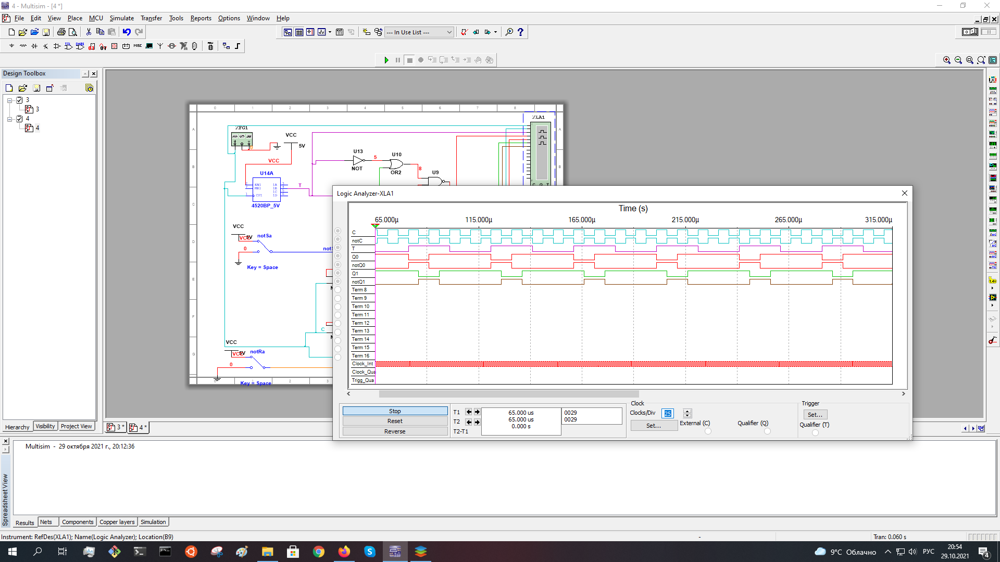 4 - Multisim - [4 *]
File Edit View Place MCU Simulate Transfer Tools Reports Options Window Help
--- In Use List ---
MISC
Design Toolbox
3
3
4
4
Hierarchy Visibility Project View
0 1 2 3 4 5 6 7 8
A
B
C
D
E
F
G
XFG1
VCC
5V
VCC
U14A
EN1
MR1
CP1
1A
1B
1C
1D
T
4520BP_5V
U13
NOT
5
U10
OR2
8
U9
XLA1
VCC
5V
notSa
0
Key = Space
C
VCC
5V
notRa
0
Key = Space
Logic Analyzer-XLA1
Time (s)
65.000µ 115.000µ 165.000µ 215.000µ 265.000µ 315.000µ
C
notC
T
Q0
notQ0
Q1
notQ1
Term 8
Term 9
Term 10
Term 11
Term 12
Term 13
Term 14
Term 15
Term 16
Clock_Int
Clock_Qua
Trigg_Qua
Stop
Reset
Reverse
T1 65.000 us 0029
T2 65.000 us 0029
T2-T1 0.000 s
Clock
Clocks/Div 25
Set... External (C) Qualifier (Q)
Trigger
Set...
Qualifier (T)
3 * 4 *
Multisim - 29 октября 2021 г., 20:12:36
Spreadsheet View
Results Nets Components Copper layers Simulation
Instrument: RefDes(XLA1); Name(Logic Analyzer); Location(B9) - Tran: 0.060 s
9°C Облачно РУС 20:54
29.10.2021
4